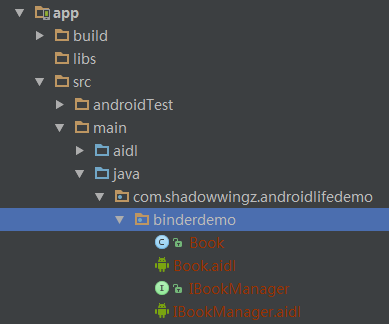 app
build
libs
src
androidTest
main
aidl
java
com.shadowwingz.androidlifedemo
binderdemo
Book
Book.aidl
IBookManager
IBookManager.aidl